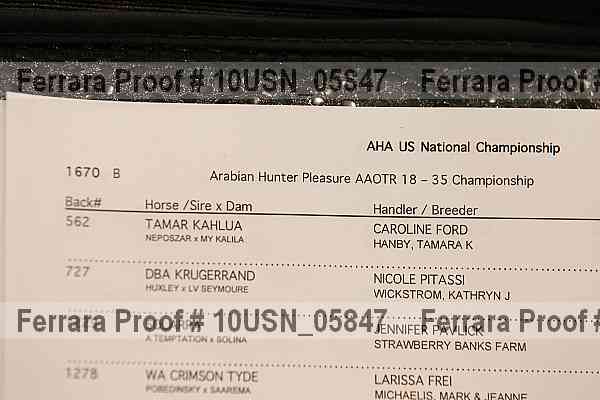 Ferrara Proof # 10USN_05847 Ferrara Proof #
AHA US National Championship
1670 B Arabian Hunter Pleasure AAOTR 18 - 35 Championship
Back# Horse /Sire x Dam Handler / Breeder
562 TAMAR KAHLUA CAROLINE FORD
NEPOSZAR x MY KALILA HANBY, TAMARA K
727 DBA KRUGERRAND NICOLE PITASSI
HUXLEY x LV SEYMOURE WICKSTROM, KATHRYN J
Ferrara Proof # 10USN_05847 Ferrara Proof #
JENNIFER PAVLICK
A TEMPTATION x SOLINA STRAWBERRY BANKS FARM
1278 WA CRIMSON TYDE LARISSA FREI
POBEDINSKY x SAAREMA MICHAELIS, MARK & JEANNE